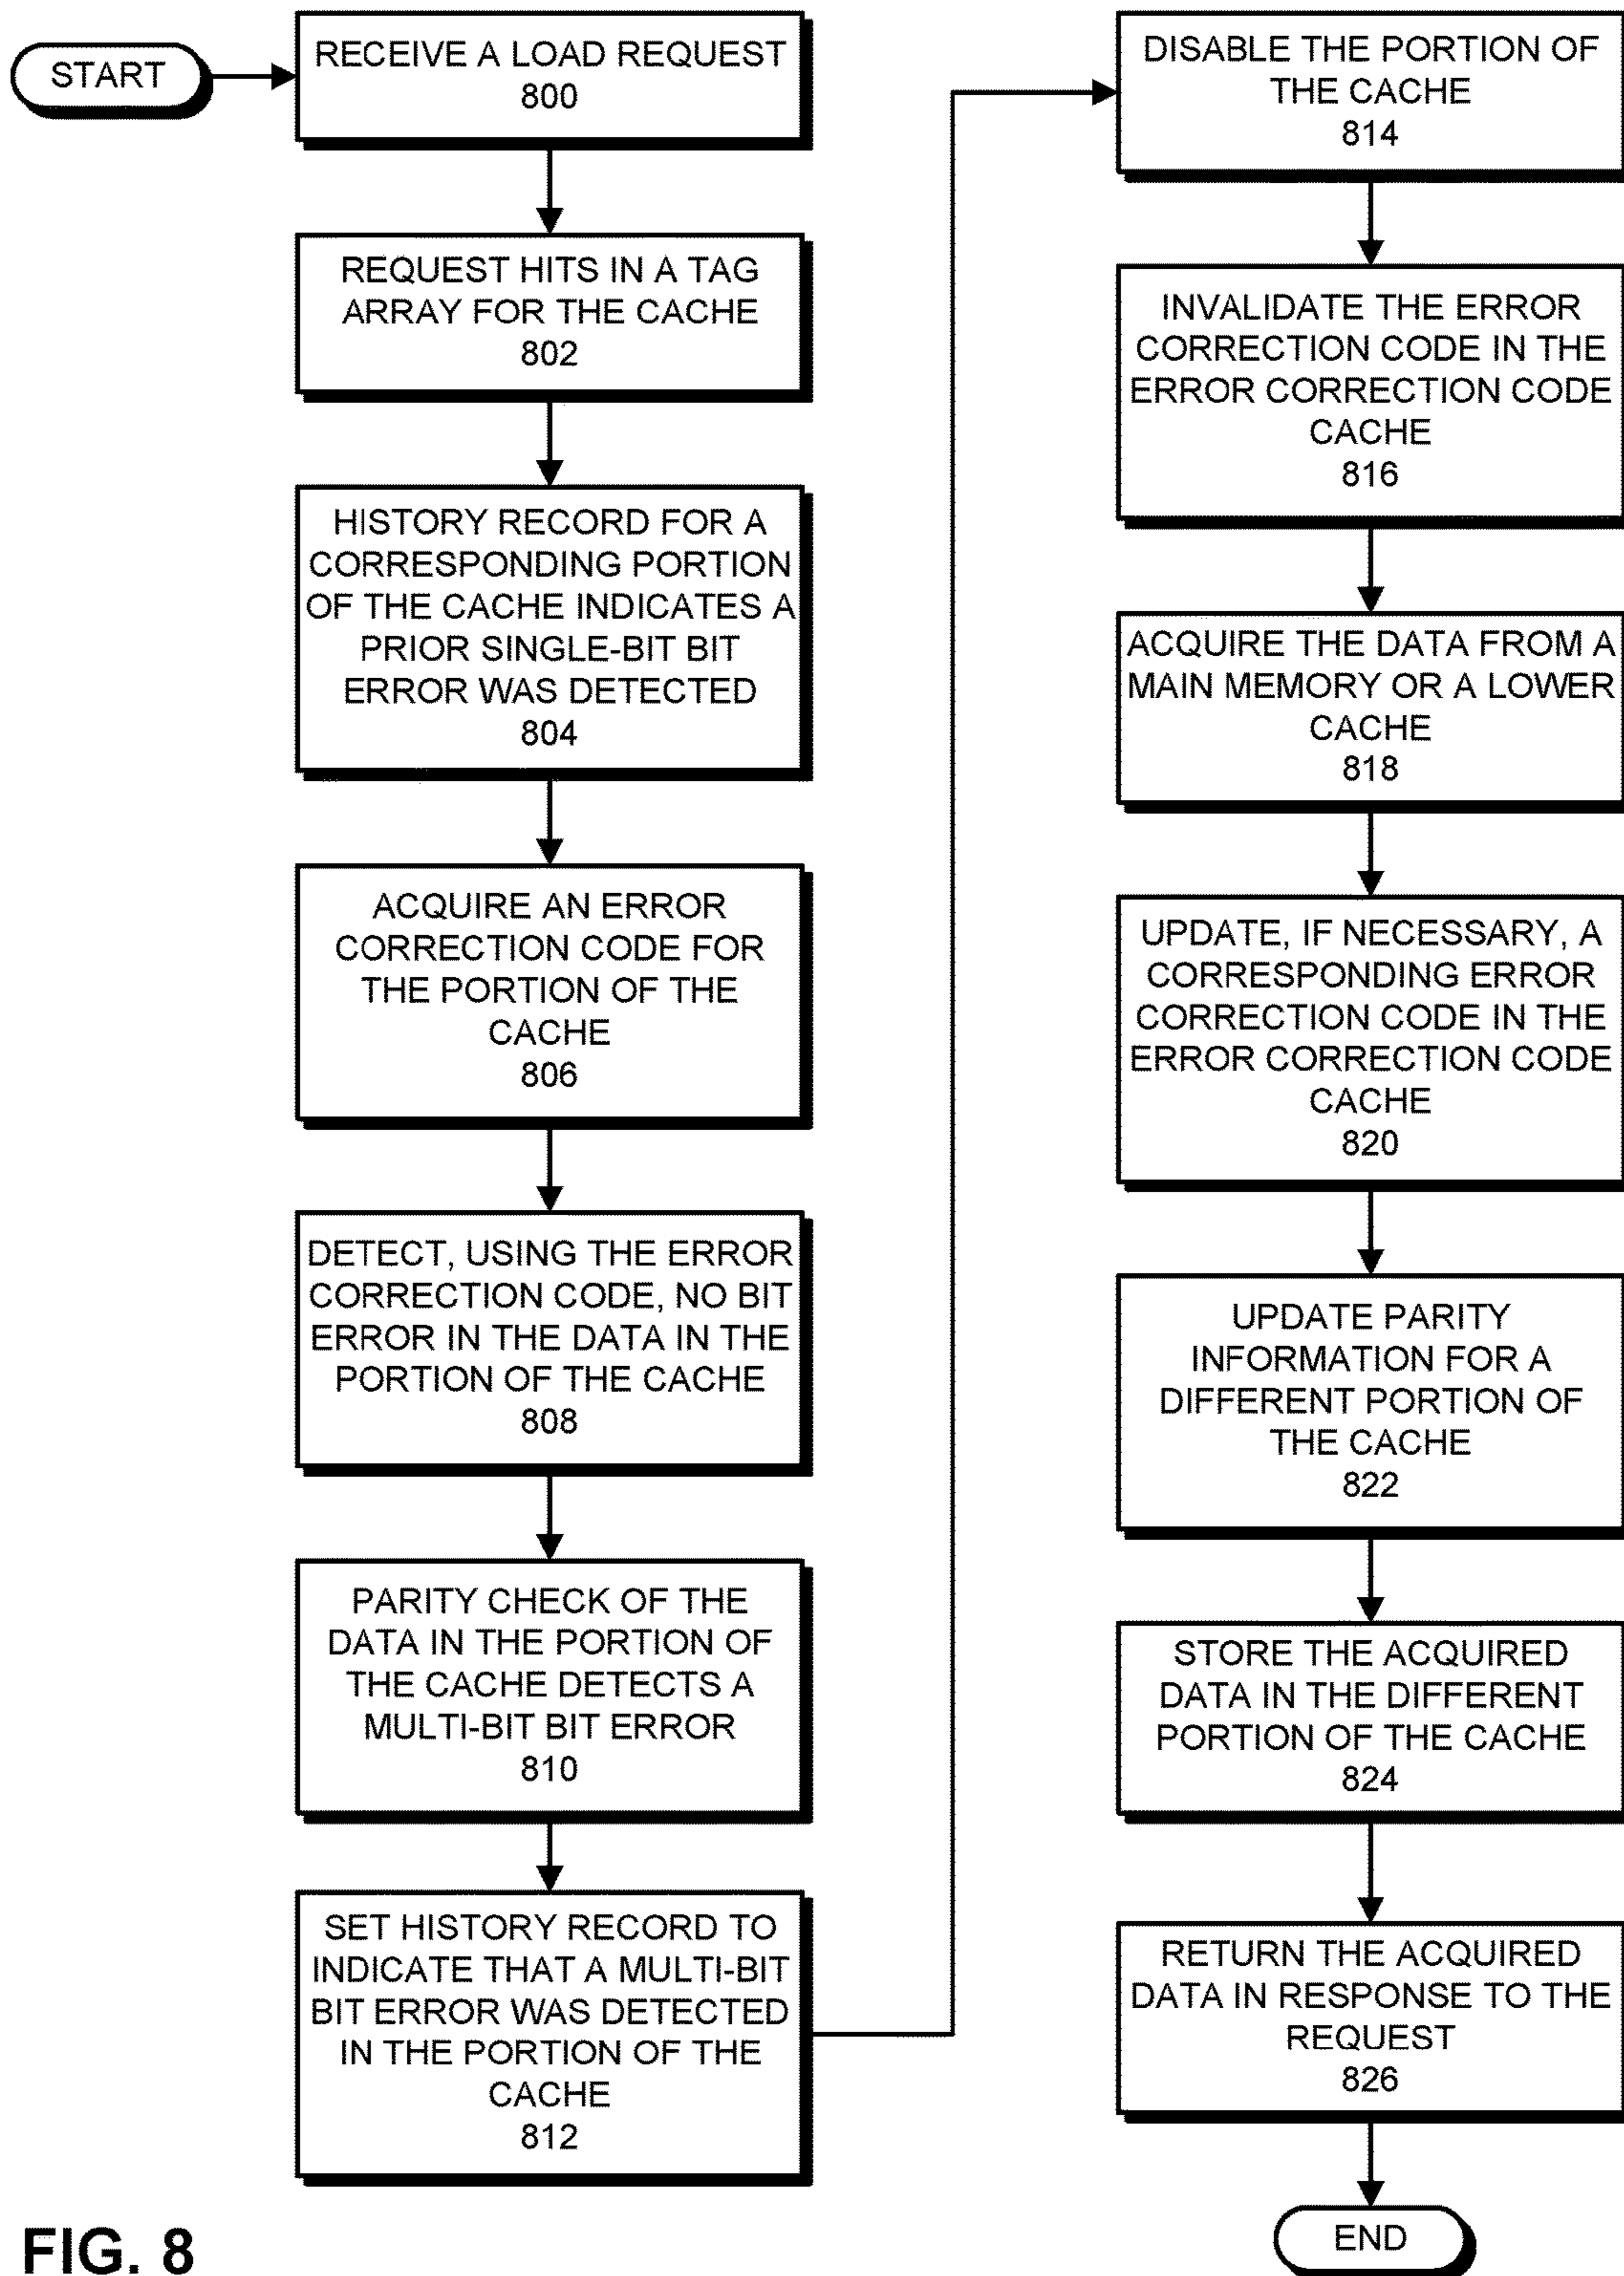 START
RECEIVE A LOAD REQUEST
800
REQUEST HITS IN A TAG
ARRAY FOR THE CACHE
802
HISTORY RECORD FOR A
CORRESPONDING PORTION
OF THE CACHE INDICATES A
PRIOR SINGLE-BIT BIT
ERROR WAS DETECTED
804
ACQUIRE AN ERROR
CORRECTION CODE FOR
THE PORTION OF THE
CACHE
806
DETECT, USING THE ERROR
CORRECTION CODE, NO BIT
ERROR IN THE DATA IN THE
PORTION OF THE CACHE
808
PARITY CHECK OF THE
DATA IN THE PORTION OF
THE CACHE DETECTS A
MULTI-BIT BIT ERROR
810
SET HISTORY RECORD TO
INDICATE THAT A MULTI-BIT
BIT ERROR WAS DETECTED
IN THE PORTION OF THE
CACHE
812
DISABLE THE PORTION OF
THE CACHE
814
INVALIDATE THE ERROR
CORRECTION CODE IN THE
ERROR CORRECTION CODE
CACHE
816
ACQUIRE THE DATA FROM A
MAIN MEMORY OR A LOWER
CACHE
818
UPDATE, IF NECESSARY, A
CORRESPONDING ERROR
CORRECTION CODE IN THE
ERROR CORRECTION CODE
CACHE
820
UPDATE PARITY
INFORMATION FOR A
DIFFERENT PORTION OF
THE CACHE
822
STORE THE ACQUIRED
DATA IN THE DIFFERENT
PORTION OF THE CACHE
824
RETURN THE ACQUIRED
DATA IN RESPONSE TO THE
REQUEST
826
END
FIG. 8